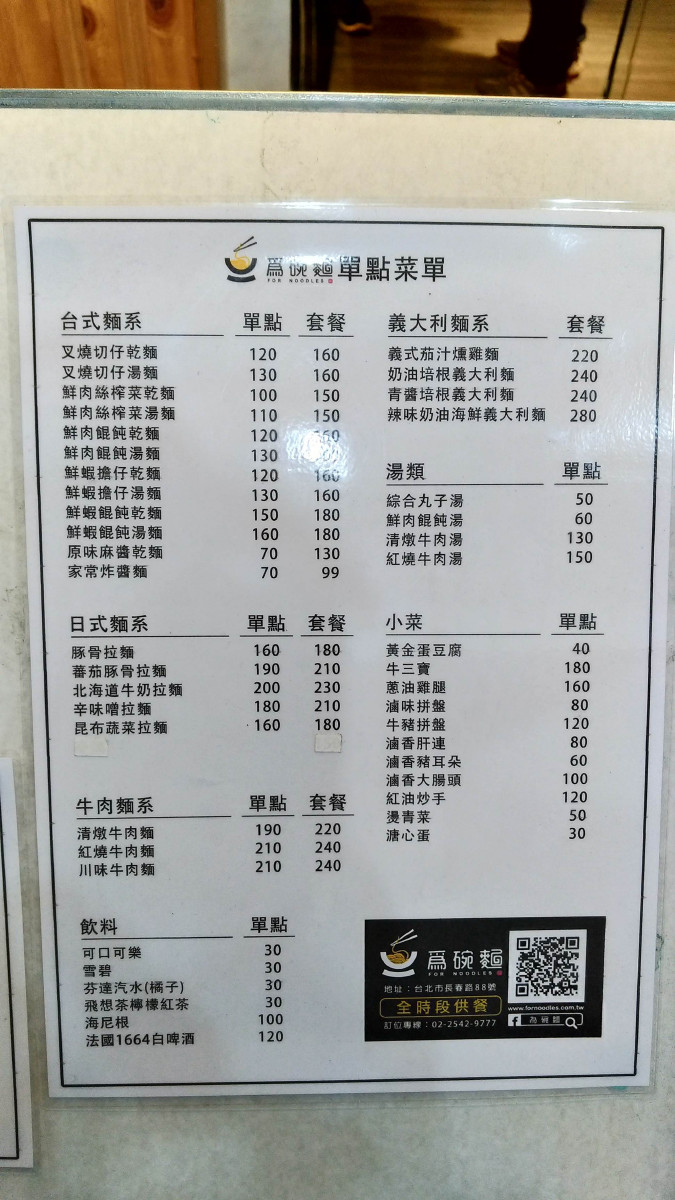 爲碗麵單點菜單
FOR NOODLES
台式麵系 單點 套餐
叉燒切仔乾麵 120 160
叉燒切仔湯麵 130 160
鮮肉絲榨菜乾麵 100 150
鮮肉絲榨菜湯麵 110 150
鮮肉餛飩乾麵 120
鮮肉餛飩湯麵 130
鮮蝦擔仔乾麵 120 160
鮮蝦擔仔湯麵 130 160
鮮蝦餛飩乾麵 150 180
鮮蝦餛飩湯麵 160 180
原味麻醬乾麵 70 130
家常炸醬麵 70 99
日式麵系 單點 套餐
豚骨拉麵 160 180
蕃茄豚骨拉麵 190 210
北海道牛奶拉麵 200 230
辛味噌拉麵 180 210
昆布蔬菜拉麵 160 180
牛肉麵系 單點 套餐
清燉牛肉麵 190 220
紅燒牛肉麵 210 240
川味牛肉麵 210 240
飲料 單點
可口可樂 30
雪碧 30
芬達汽水(橘子) 30
飛想茶檸檬紅茶 30
海尼根 100
法國1664白啤酒 120
義大利麵系 套餐
義式茄汁燻雞麵 220
奶油培根義大利麵 240
青醬培根義大利麵 240
辣味奶油海鮮義大利麵 280
湯類 單點
綜合丸子湯 50
鮮肉餛飩湯 60
清燉牛肉湯 130
紅燒牛肉湯 150
小菜 單點
黃金蛋豆腐 40
牛三寶 180
蔥油雞腿 160
滷味拼盤 80
牛豬拼盤 120
滷香肝連 80
滷香豬耳朵 60
滷香大腸頭 100
紅油炒手 120
燙青菜 50
溏心蛋 30
爲碗麵
FOR NOODLES
地址：台北市長春路88號
全時段供餐
訂位專線：02-2542-9777
www.fornoodles.com.tw
f 為碗麵